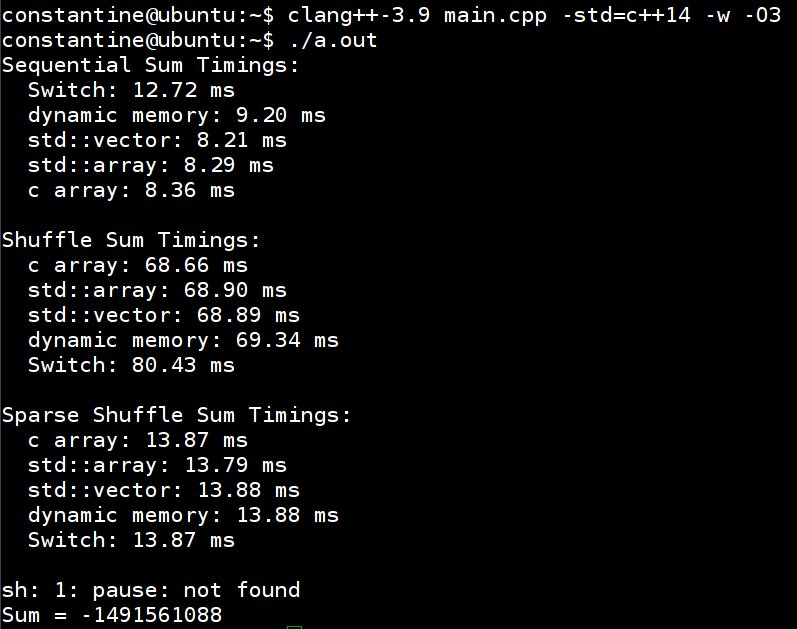 constantine@ubuntu:~$ clang++-3.9 main.cpp -std=c++14 -w -O3
constantine@ubuntu:~$ ./a.out
Sequential Sum Timings:
  Switch: 12.72 ms
  dynamic memory: 9.20 ms
  std::vector: 8.21 ms
  std::array: 8.29 ms
  c array: 8.36 ms

Shuffle Sum Timings:
  c array: 68.66 ms
  std::array: 68.90 ms
  std::vector: 68.89 ms
  dynamic memory: 69.34 ms
  Switch: 80.43 ms

Sparse Shuffle Sum Timings:
  c array: 13.87 ms
  std::array: 13.79 ms
  std::vector: 13.88 ms
  dynamic memory: 13.88 ms
  Switch: 13.87 ms

sh: 1: pause: not found
Sum = -1491561088